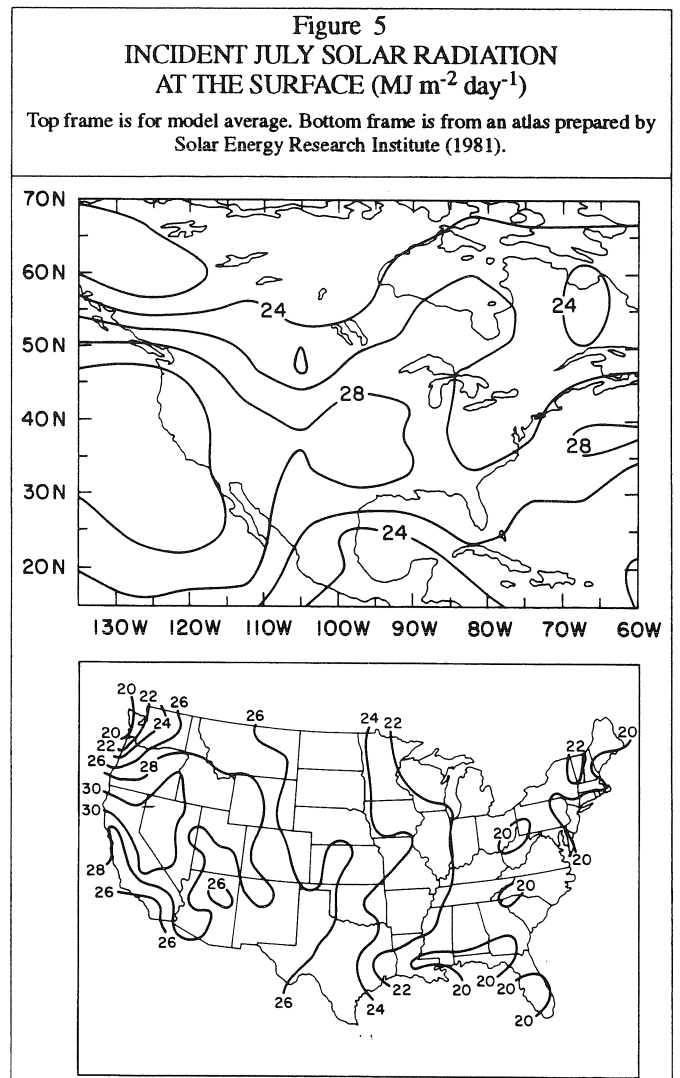 Figure 5
INCIDENT JULY SOLAR RADIATION
AT THE SURFACE (MJ m-2 day-1)
Top frame is for model average. Bottom frame is from an atlas prepared by
Solar Energy Research Institute (1981).
70N
60N
24
24
50N
28
40N
28
30N
24
20N
130W 120W 110W 100W 90W 80W 70W 60W
20 22 26
26
24 22
20
20
24
22
22
26
28
30
30
20
20
28
26
20
26
26
22
20
20
20
26
24
20